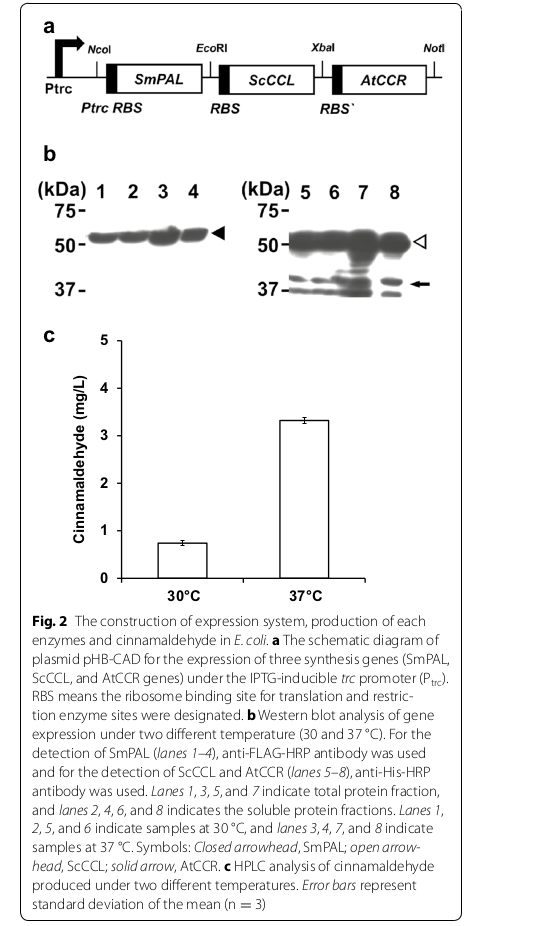 a
NcoI EcoRI XbaI NotI
SmPAL ScCCL AtCCR
Ptrc
Ptrc RBS RBS RBS`
b
(kDa) 1 2 3 4 (kDa) 5 6 7 8
75- 75-
50- 50-
37- 37-
c
5
4
3
2
1
0
Cinnamaldehyde (mg/L)
30°C 37°C
Fig. 2 The construction of expression system, production of each
enzymes and cinnamaldehyde in E. coli. a The schematic diagram of
plasmid pHB-CAD for the expression of three synthesis genes (SmPAL,
ScCCL, and AtCCR genes) under the IPTG-inducible trc promoter (Ptrc).
RBS means the ribosome binding site for translation and restric-
tion enzyme sites were designated. b Western blot analysis of gene
expression under two different temperature (30 and 37 °C). For the
detection of SmPAL (lanes 1–4), anti-FLAG-HRP antibody was used
and for the detection of ScCCL and AtCCR (lanes 5–8), anti-His-HRP
antibody was used. Lanes 1, 3, 5, and 7 indicate total protein fraction,
and lanes 2, 4, 6, and 8 indicates the soluble protein fractions. Lanes 1,
2, 5, and 6 indicate samples at 30 °C, and lanes 3, 4, 7, and 8 indicate
samples at 37 °C. Symbols: Closed arrowhead, SmPAL; open arrow-
head, ScCCL; solid arrow, AtCCR. c HPLC analysis of cinnamaldehyde
produced under two different temperatures. Error bars represent
standard deviation of the mean (n = 3)